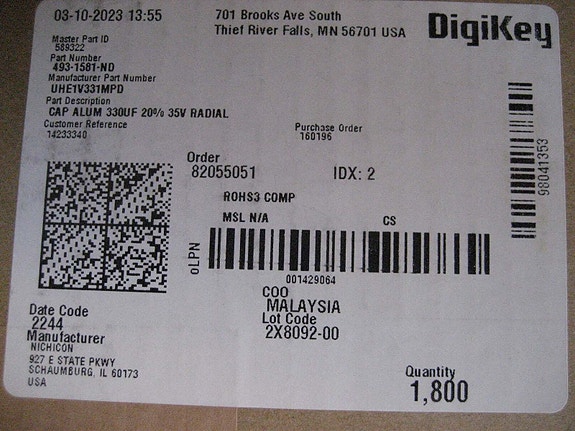 03-10-2023 13:55
701 Brooks Ave South
Thief River Falls, MN 56701 USA
DigiKey
Master Part ID
589322
Part Number
493-1581-ND
Manufacturer Part Number
UHE1V331MPD
Part Description
CAP ALUM 330UF 20% 35V RADIAL
Customer Reference
14233340
Purchase Order
160196
Order
82055051
IDX: 2
98041353
ROHS3 COMP
MSL N/A
CS
oLPN
001429064
COO
MALAYSIA
Lot Code
2X8092-00
Date Code
2244
Manufacturer
NICHICON
927 E STATE PKWY
SCHAUMBURG, IL 60173
USA
Quantity
1,800